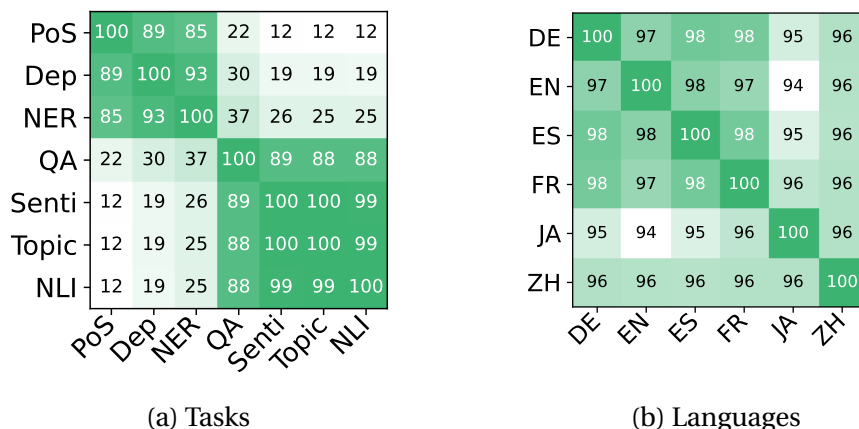 PoS 100 89 85 22 12 12 12
Dep 89 100 93 30 19 19 19
NER 85 93 100 37 26 25 25
QA 22 30 37 100 89 88 88
Senti 12 19 26 89 100 100 99
Topic 12 19 25 88 100 100 99
NLI 12 19 25 88 99 99 100
PoS Dep NER QA Senti Topic NLI
(a) Tasks
DE 100 97 98 98 95 96
EN 97 100 98 97 94 96
ES 98 98 100 98 95 96
FR 98 97 98 100 96 96
JA 95 94 95 96 100 96
ZH 96 96 96 96 96 100
DE EN ES FR JA ZH
(b) Languages